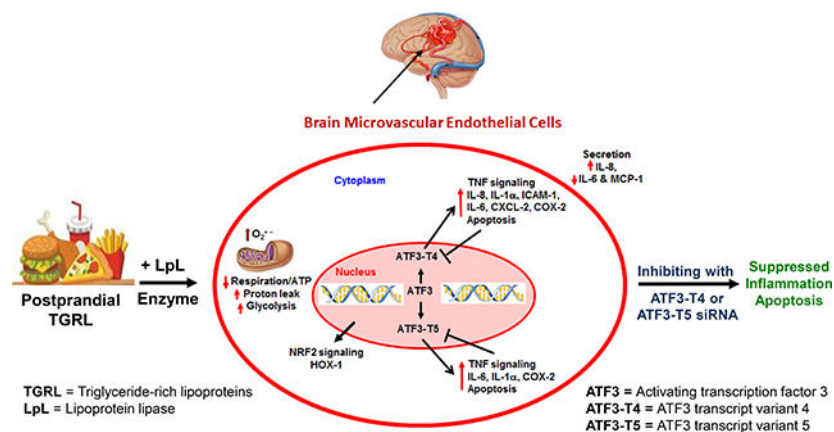 Brain Microvascular Endothelial Cells
Secretion
IL-8,
IL-6 & MCP-1
Cytoplasm
TNF signaling
IL-8, IL-1α, ICAM-1,
IL-6, CXCL-2, COX-2
Apoptosis
O₂•−
Respiration/ATP
Proton leak
Glycolysis
Nucleus
ATF3-T4
ATF3
ATF3-T5
NRF2 signaling
HOX-1
TNF signaling
IL-6, IL-1α, COX-2
Apoptosis
+ LpL
Enzyme
Postprandial
TGRL
Inhibiting with
ATF3-T4 or
ATF3-T5 siRNA
Suppressed
Inflammation
Apoptosis
TGRL = Triglyceride-rich lipoproteins
LpL = Lipoprotein lipase
ATF3 = Activating transcription factor 3
ATF3-T4 = ATF3 transcript variant 4
ATF3-T5 = ATF3 transcript variant 5